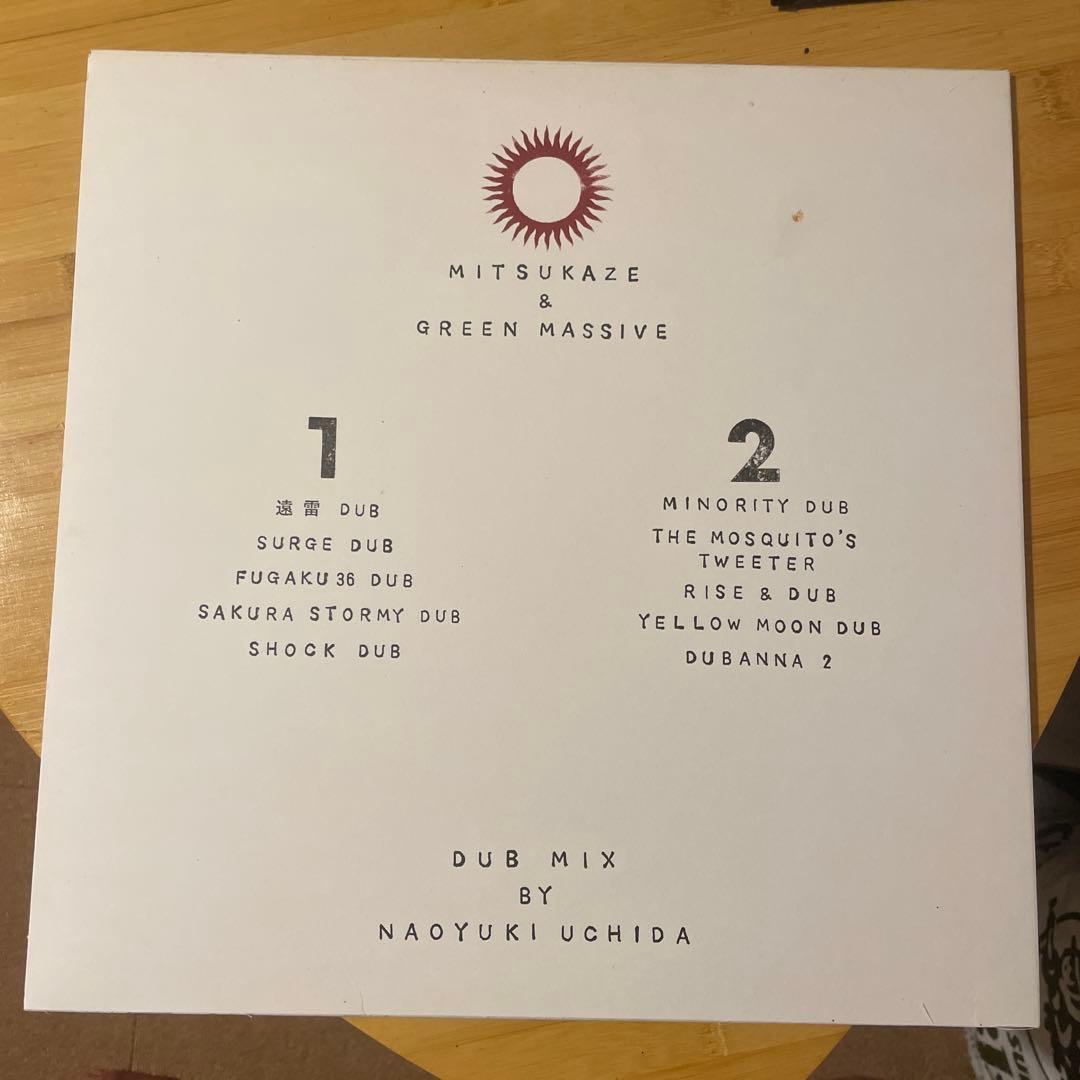 MITSUKAZE
&
GREEN MASSIVE
1
遠雷 DUB
SURGE DUB
FUGAKU 36 DUB
SAKURA STORMY DUB
SHOCK DUB
2
MINORITY DUB
THE MOSQUITO'S
TWEETER
RISE & DUB
YELLOW MOON DUB
DUBANNA 2
DUB MIX
BY
NAOYUKI UCHIDA